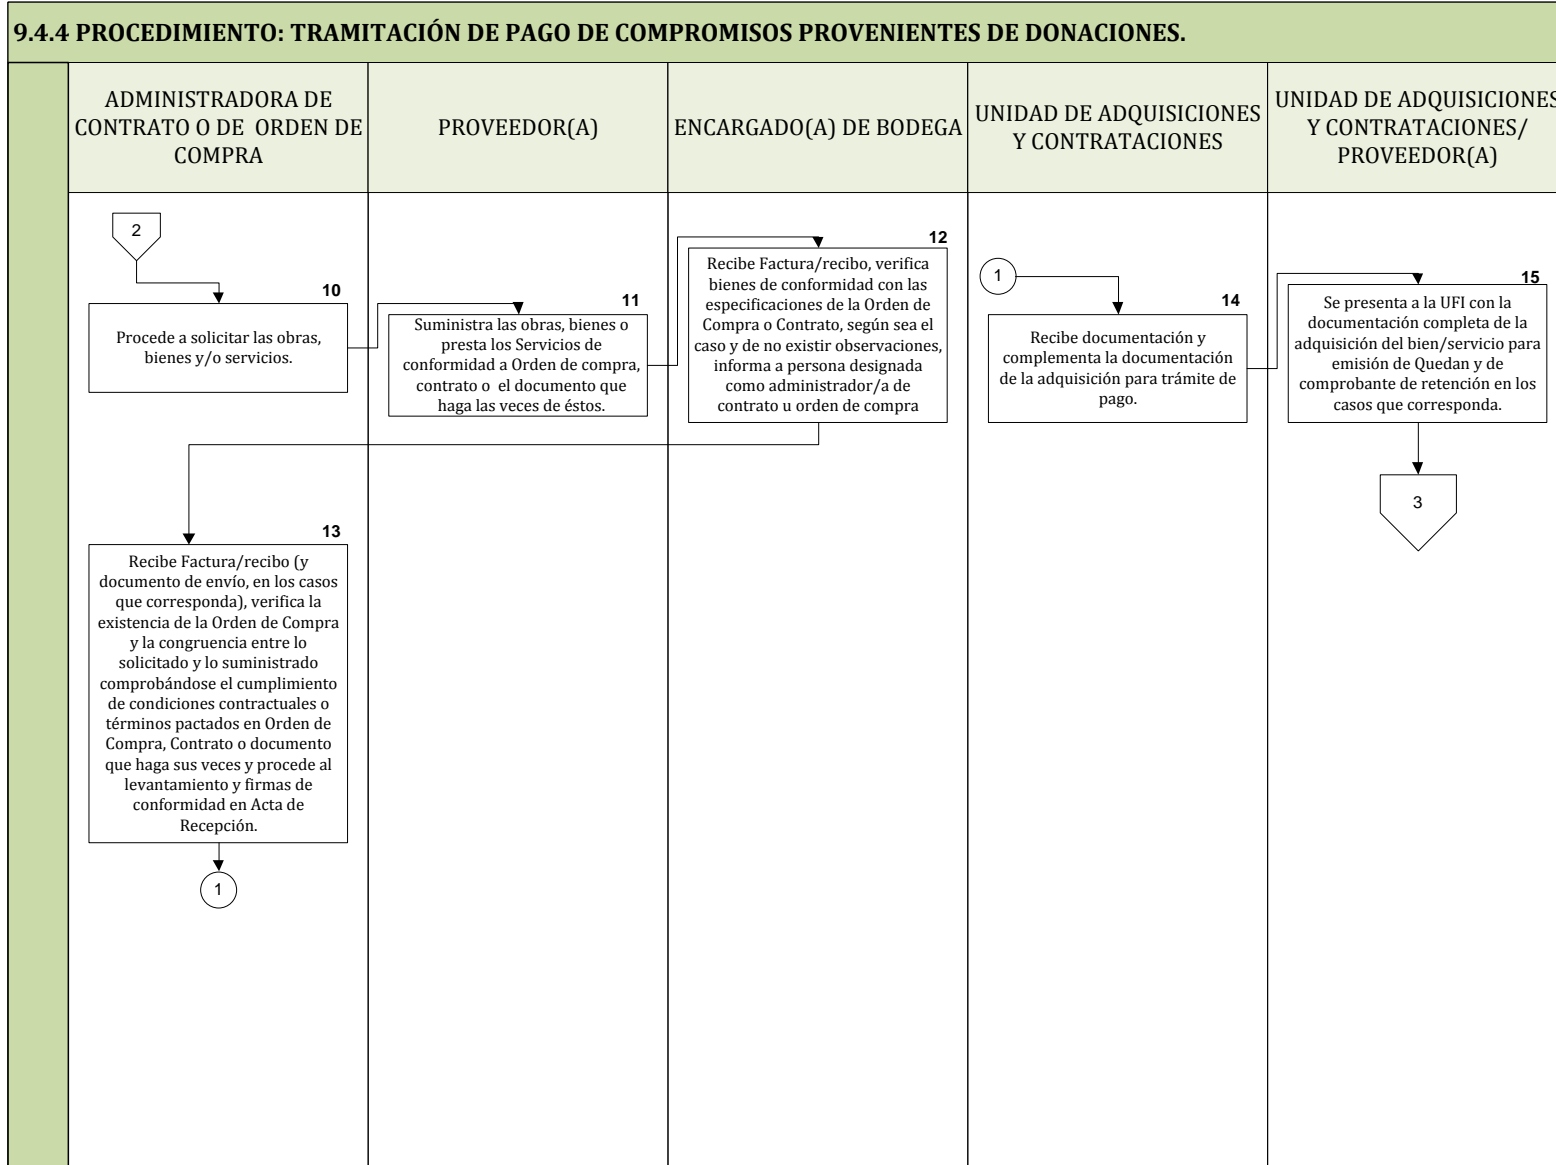 9.4.4 PROCEDIMIENTO: TRAMITACIÓN DE PAGO DE COMPROMISOS PROVENIENTES DE DONACIONES.
ADMINISTRADORA DE
CONTRATO O DE ORDEN DE
COMPRA
PROVEEDOR(A)
ENCARGADO(A) DE BODEGA
UNIDAD DE ADQUISICIONES
Y CONTRATACIONES
UNIDAD DE ADQUISICIONES
Y CONTRATACIONES/
PROVEEDOR(A)
2
10
Procede a solicitar las obras,
bienes y/o servicios.
11
Suministra las obras, bienes o
presta los Servicios de
conformidad a Orden de compra,
contrato o el documento que
haga las veces de éstos.
12
Recibe Factura/recibo, verifica
bienes de conformidad con las
especificaciones de la Orden de
Compra o Contrato, según sea el
caso y de no existir observaciones,
informa a persona designada
como administrador/a de
contrato u orden de compra
13
Recibe Factura/recibo (y
documento de envío, en los casos
que corresponda), verifica la
existencia de la Orden de Compra
y la congruencia entre lo
solicitado y lo suministrado
comprobándose el cumplimiento
de condiciones contractuales o
términos pactados en Orden de
Compra, Contrato o documento
que haga sus veces y procede al
levantamiento y firmas de
conformidad en Acta de
Recepción.
1
1
14
Recibe documentación y
complementa la documentación
de la adquisición para trámite de
pago.
15
Se presenta a la UFI con la
documentación completa de la
adquisición del bien/servicio para
emisión de Quedan y de
comprobante de retención en los
casos que corresponda.
3